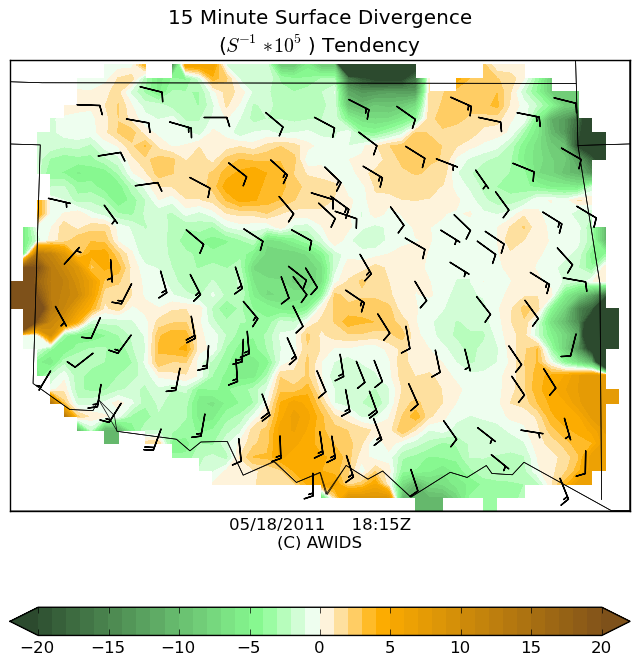 15 Minute Surface Divergence
(S⁻¹ * 10⁵ ) Tendency
05/18/2011 18:15Z
(C) AWIDS
−20 −15 −10 −5 0 5 10 15 20